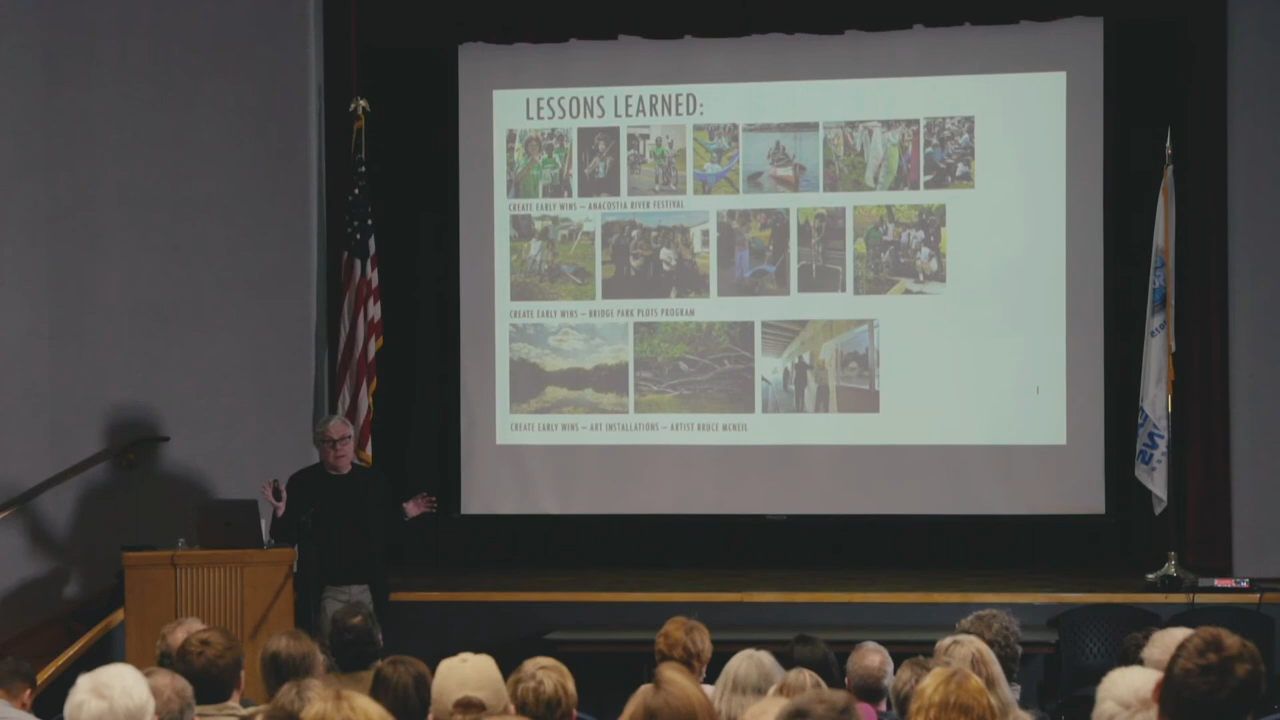 LESSONS LEARNED:
CREATE EARLY WINS – ANACOSTIA RIVER FESTIVAL
CREATE EARLY WINS – BRIDGE PARK PLOTS PROGRAM
CREATE EARLY WINS – ART INSTALLATIONS – ARTIST BRUCE MCNEIL